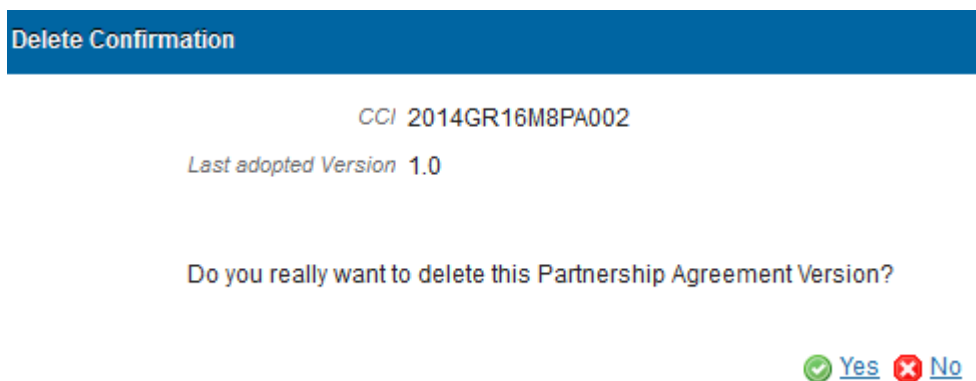 Delete Confirmation
CCI 2014GR16M8PA002
Last adopted Version 1.0
Do you really want to delete this Partnership Agreement Version?
Yes No